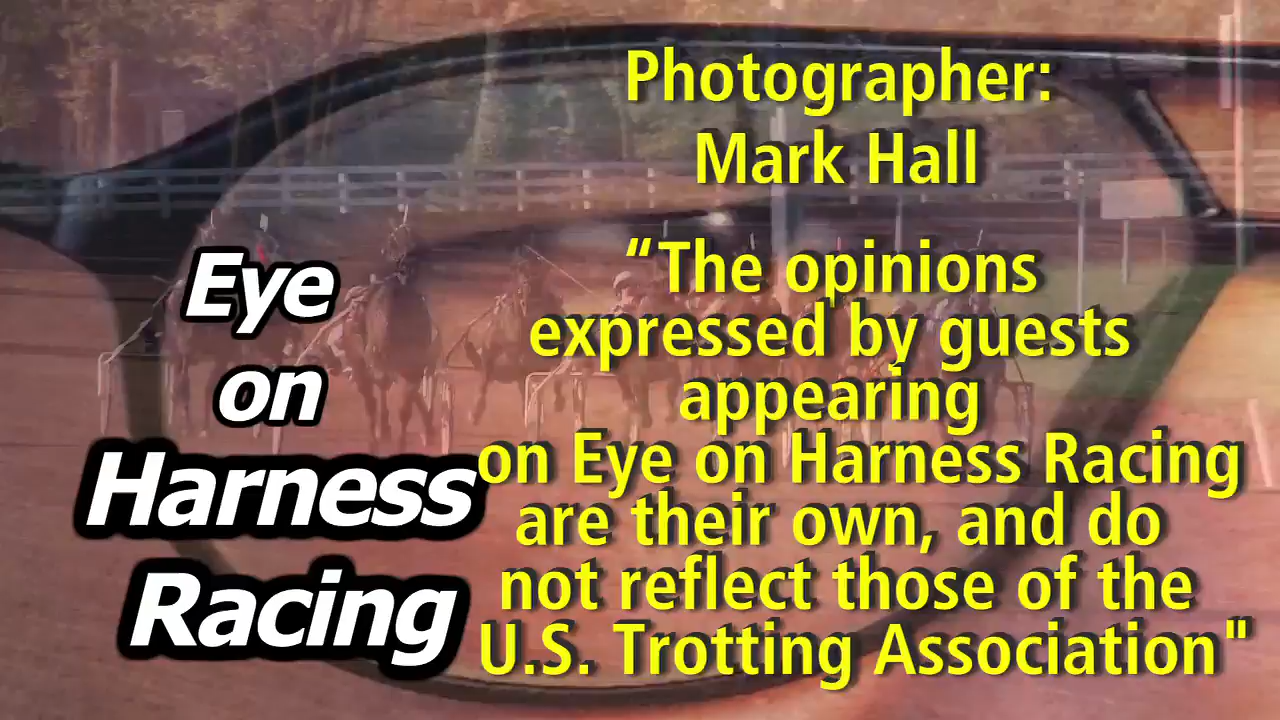 Photographer:
Mark Hall
“The opinions
expressed by guests
appearing
on Eye on Harness Racing
are their own, and do
not reflect those of the
U.S. Trotting Association"
Eye
on
Harness
Racing